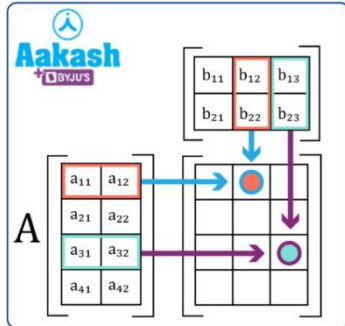 Aakash
+ BYJU'S
b₁₁ b₁₂ b₁₃
b₂₁ b₂₂ b₂₃
A
a₁₁ a₁₂
a₂₁ a₂₂
a₃₁ a₃₂
a₄₁ a₄₂